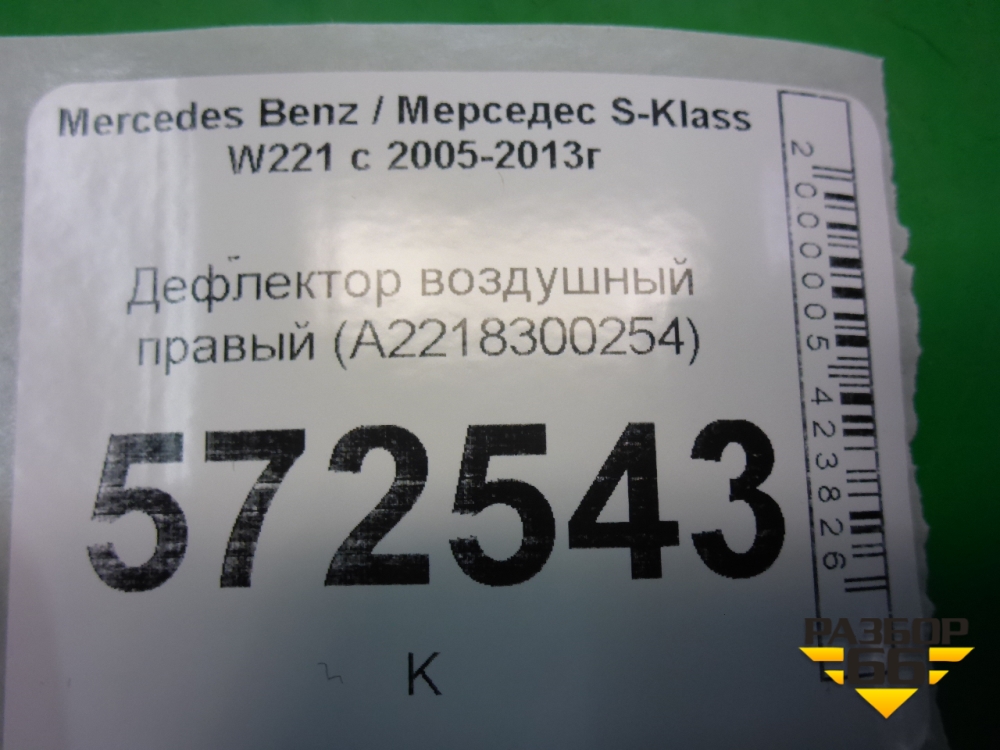 Mercedes Benz / Мерседес S-Klass
W221 с 2005-2013г
Дефлектор воздушный
правый (A2218300254)
572543
К
2000005423826
РАЗБОР
66